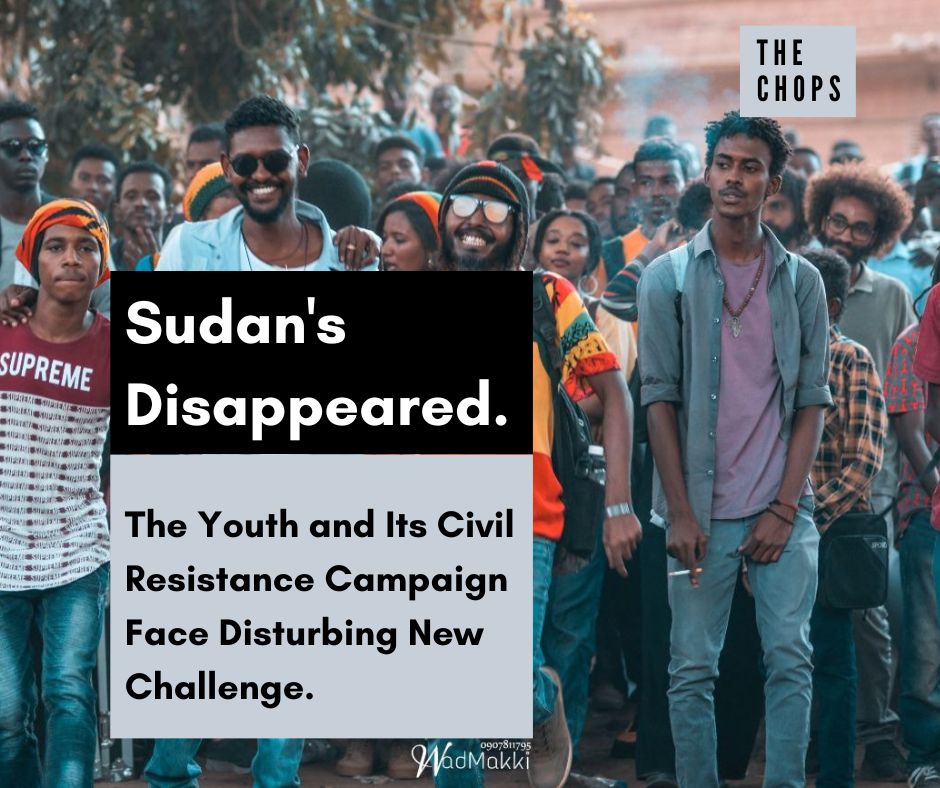 THE
CHOPS
Sudan's
Disappeared.
SUPREME
The Youth and Its Civil
Resistance Campaign
Face Disturbing New
Challenge.
0907811795
WadMakki